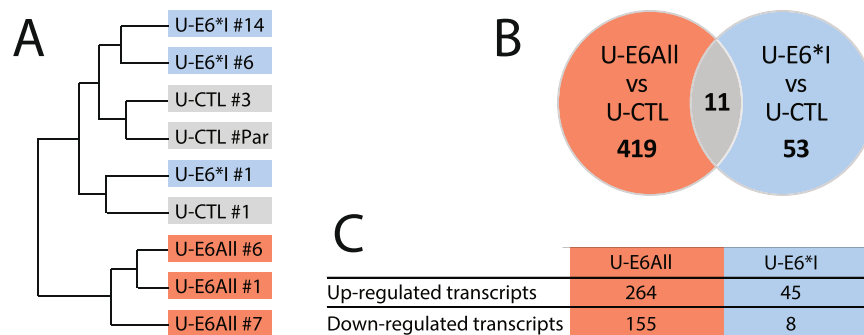 A
U-E6*I #14
U-E6*I #6
U-CTL #3
U-CTL #Par
U-E6*I #1
U-CTL #1
U-E6All #6
U-E6All #1
U-E6All #7
B
U-E6All
vs
U-CTL
419
11
U-E6*I
vs
U-CTL
53
C
U-E6All U-E6*I
Up-regulated transcripts 264 45
Down-regulated transcripts 155 8